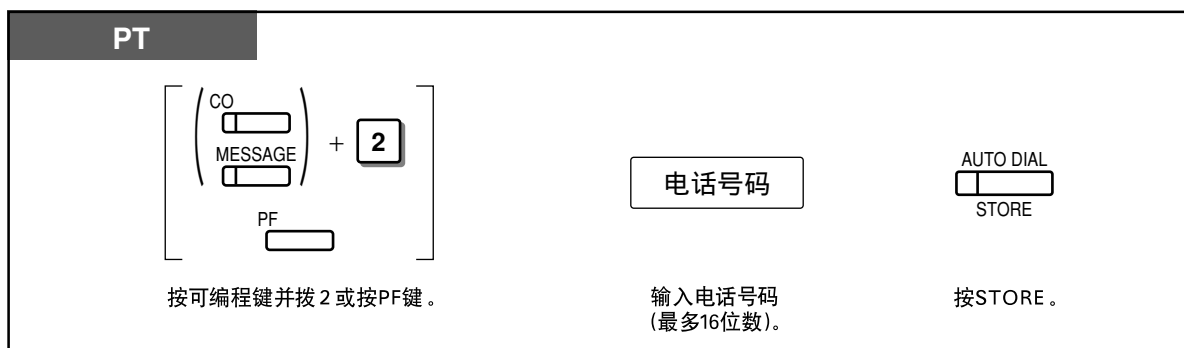 PT
CO
MESSAGE
+
2
PF
按可编程键并拨2或按PF键。
电话号码
输入电话号码
(最多16位数)。
AUTO DIAL
STORE
按STORE。